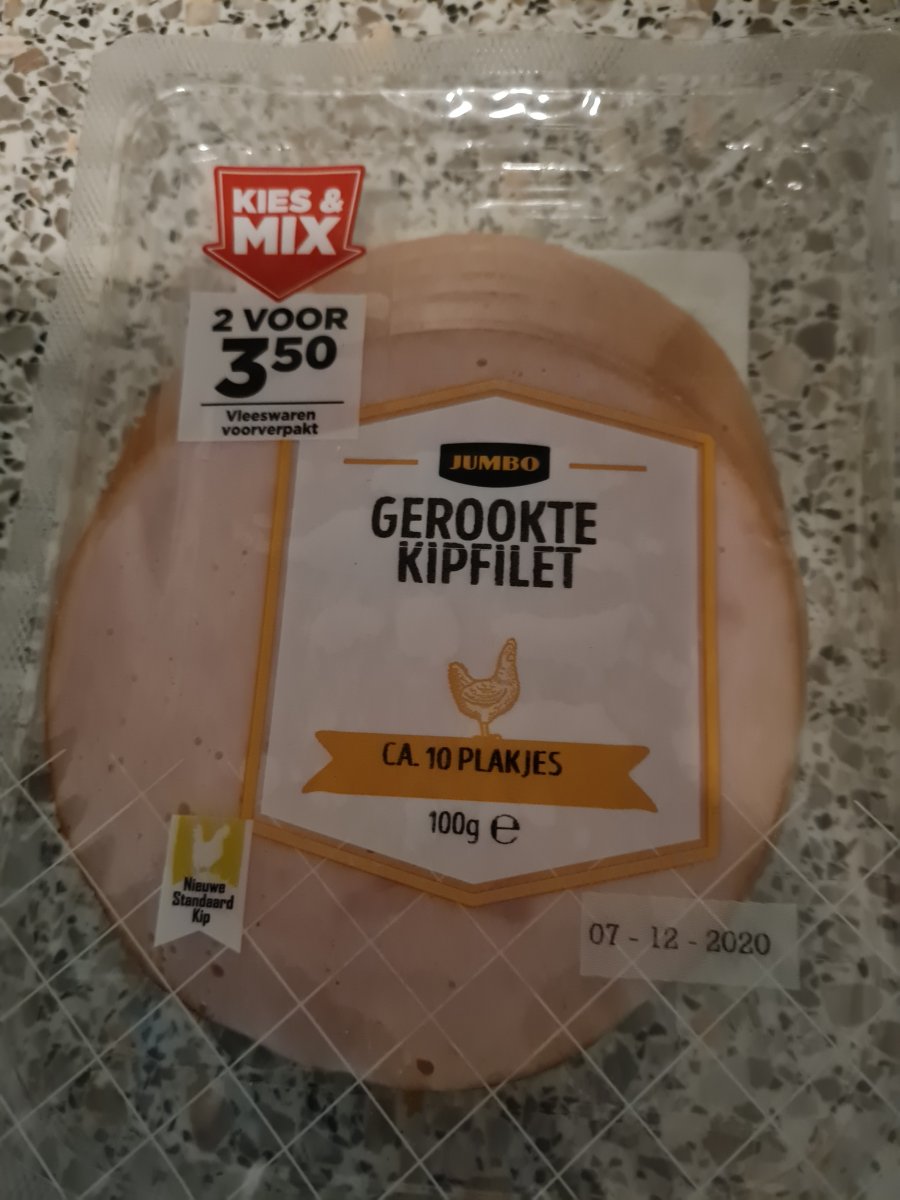 KIES &
MIX
2 VOOR
350
Vleeswaren
voorverpakt
JUMBO
GEROOKTE
KIPFILET
CA. 10 PLAKJES
100g ℮
Nieuwe
Standaard
Kip
07 - 12 - 2020